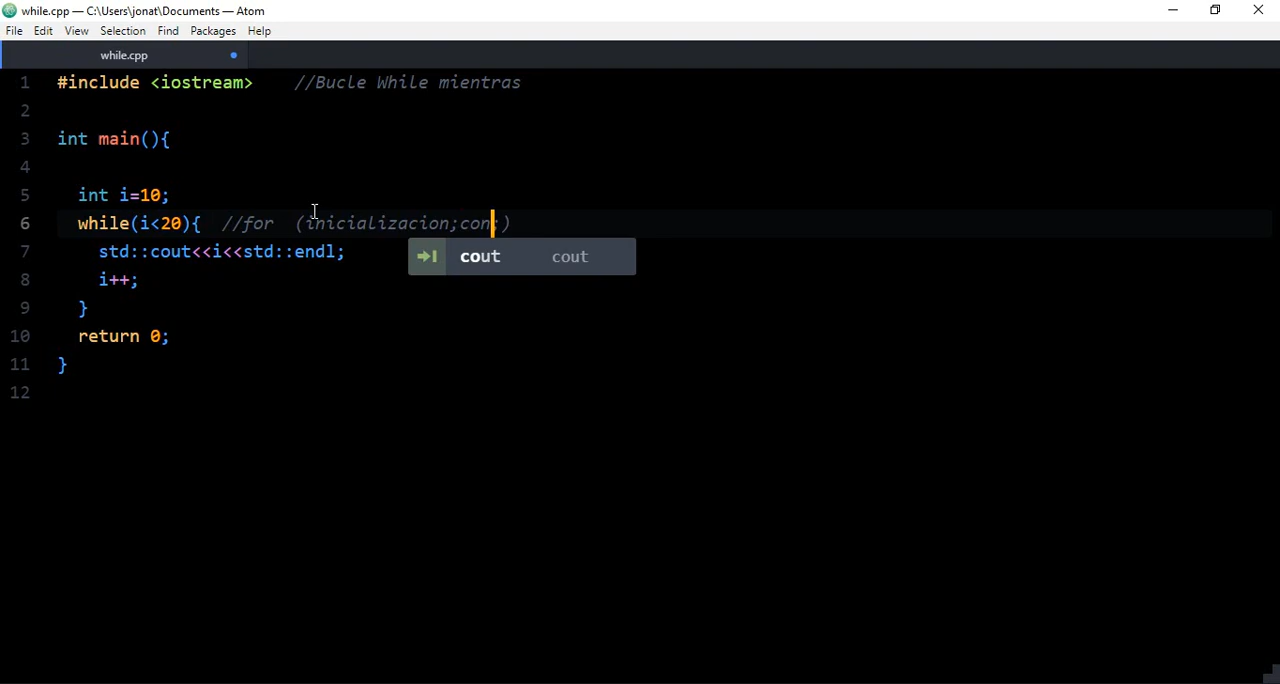 while.cpp — C:\Users\jonat\Documents — Atom
File Edit View Selection Find Packages Help
while.cpp
1 #include <iostream> //Bucle While mientras
2
3 int main(){
4
5 int i=10;
6 while(i<20){ //for (inicializacion;con;)
7 std::cout<<i<<std::endl;
cout cout
8 i++;
9 }
10 return 0;
11 }
12